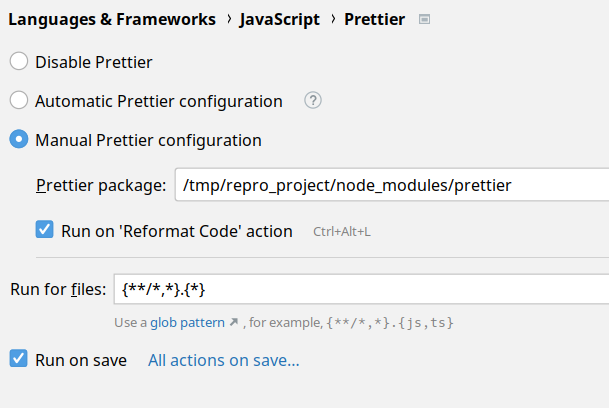 Languages & Frameworks › JavaScript › Prettier
Disable Prettier
Automatic Prettier configuration ?
Manual Prettier configuration
Prettier package: /tmp/repro_project/node_modules/prettier
Run on 'Reformat Code' action Ctrl+Alt+L
Run for files: {**/*,*}.{*}
Use a glob pattern ↗ , for example, {**/*,*}.{js,ts}
Run on save All actions on save...